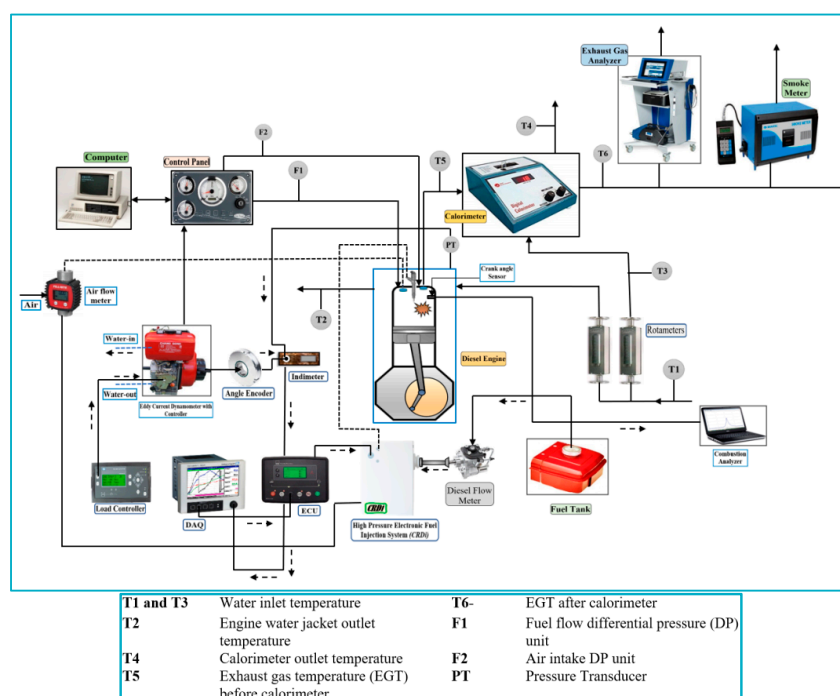 Exhaust Gas
Analyzer
Smoke
Meter
F2
T4
Computer
Control Panel
T5
T6
F1
Calorimeter
Digital
Calorimeter
PT
Crank angle
Sensor
T3
Air flow
meter
Air
T2
Water-in
Diesel Engine
Rotameters
Indimeter
T1
Water-out
Angle Encoder
Eddy Current Dynamometer with
Controller
Combustion
Analyzer
Load Controller
DAQ
ECU
CRDi
Diesel Flow
Meter
Fuel Tank
High Pressure Electronic Fuel
Injection System (CRDi)
T1 and T3 Water inlet temperature T6- EGT after calorimeter
T2 Engine water jacket outlet F1 Fuel flow differential pressure (DP)
temperature unit
T4 Calorimeter outlet temperature F2 Air intake DP unit
T5 Exhaust gas temperature (EGT) PT Pressure Transducer
before calorimeter